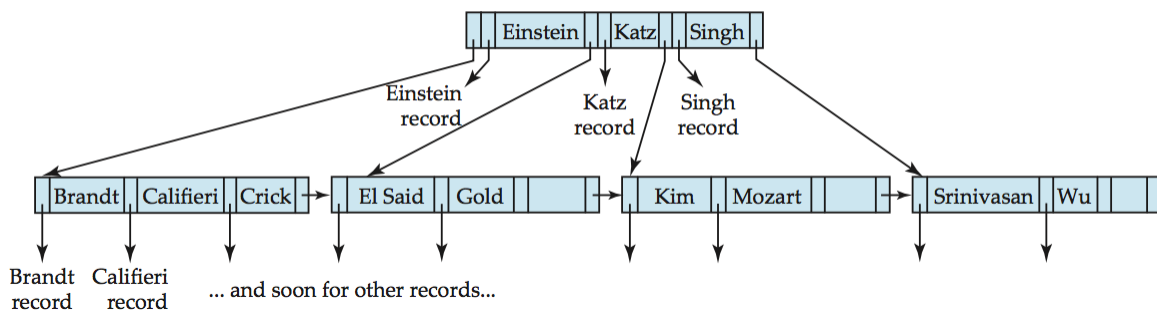 Einstein Katz Singh
Einstein
record
Katz
record
Singh
record
Brandt Califieri Crick El Said Gold Kim Mozart Srinivasan Wu
Brandt
record
Califieri
record
... and soon for other records...